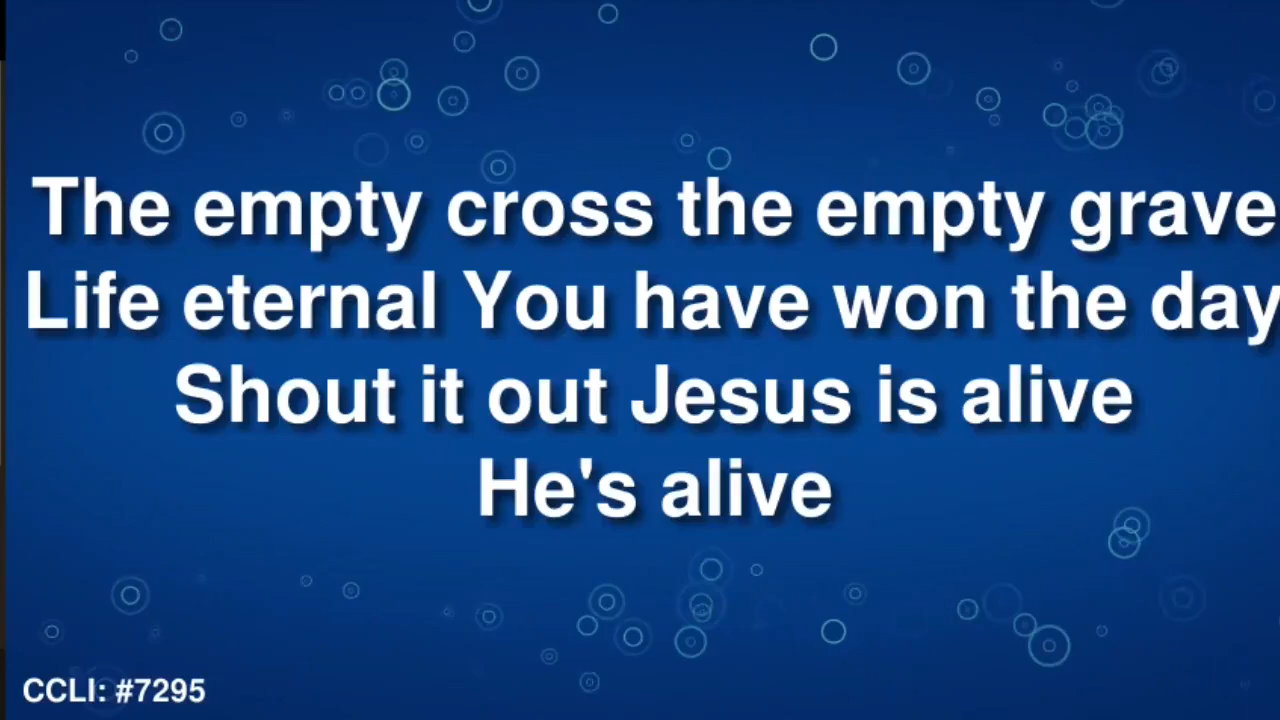 The empty cross the empty grave
Life eternal You have won the day
Shout it out Jesus is alive
He's alive
CCLI: #7295